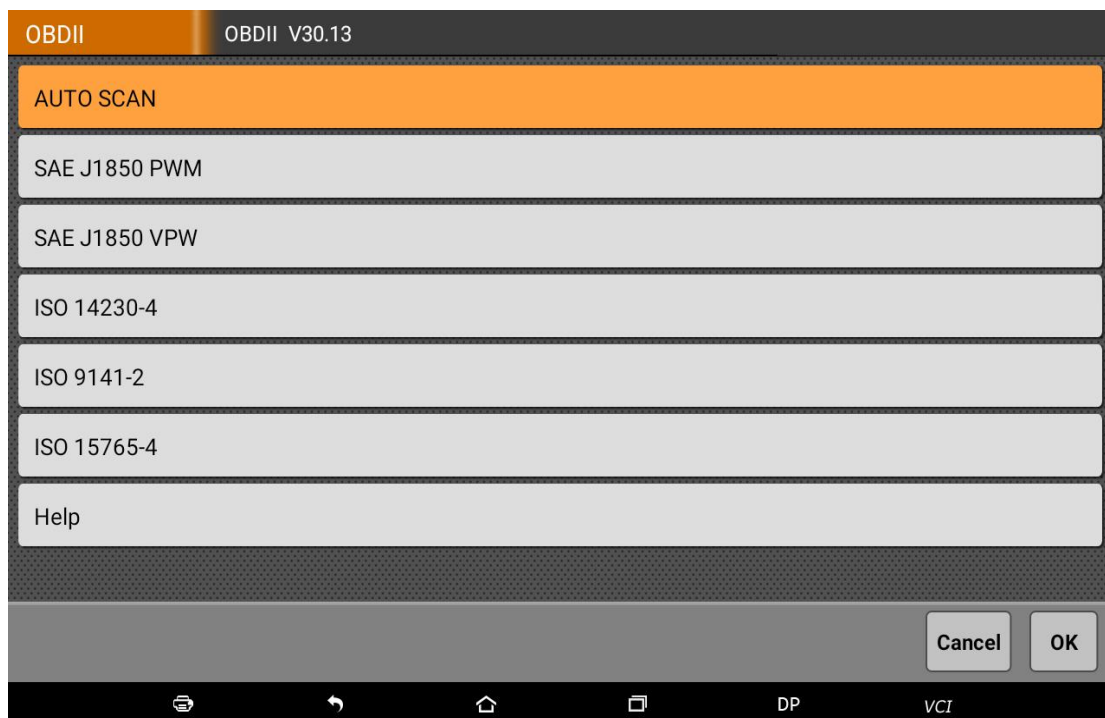 OBDII OBDII V30.13
AUTO SCAN
SAE J1850 PWM
SAE J1850 VPW
ISO 14230-4
ISO 9141-2
ISO 15765-4
Help
Cancel OK
DP VCI